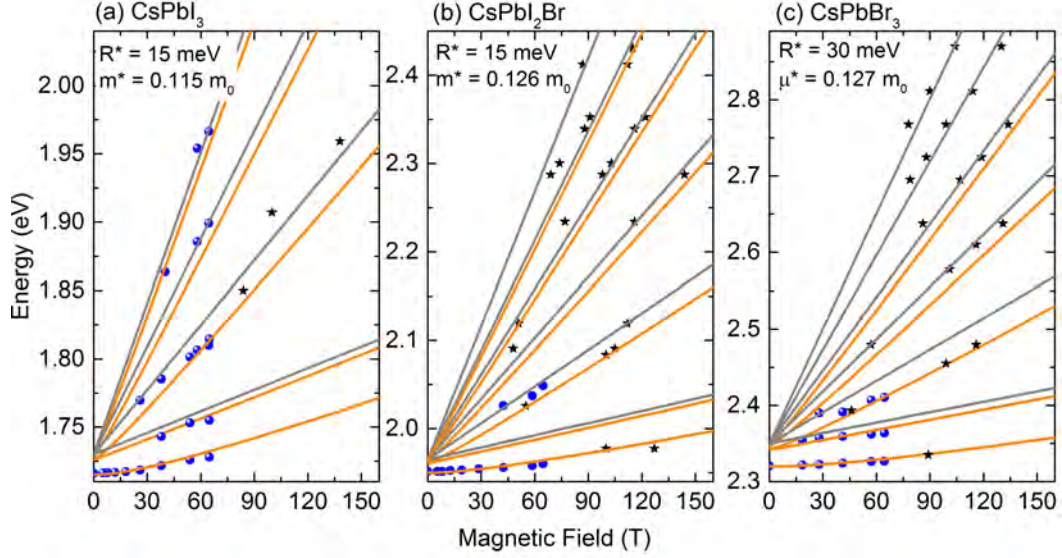 (a) CsPbI₃
R* = 15 meV
m* = 0.115 m₀
2.00
1.95
1.90
1.85
1.80
1.75
0 30 60 90 120 150
(b) CsPbI₂Br
R* = 15 meV
m* = 0.126 m₀
2.4
2.3
2.2
2.1
2.0
0 30 60 90 120 150
(c) CsPbBr₃
R* = 30 meV
μ* = 0.127 m₀
2.8
2.7
2.6
2.5
2.4
2.3
0 30 60 90 120 150
Energy (eV)
Magnetic Field (T)